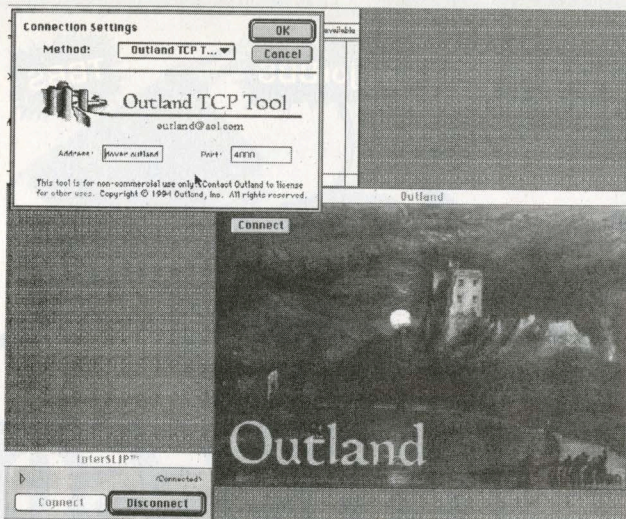 Connection Settings
OK
available
Method:
Outland TCP T...
Cancel
Outland TCP Tool
outland@aol.com
Address:
Port:
4000
This tool is for non-commercial use only. Contact Outland to license
for other uses. Copyright © 1994 Outland, Inc. All rights reserved.
Outland
Connect
Outland
InterSLIP™
<Connected>
Connect
Disconnect